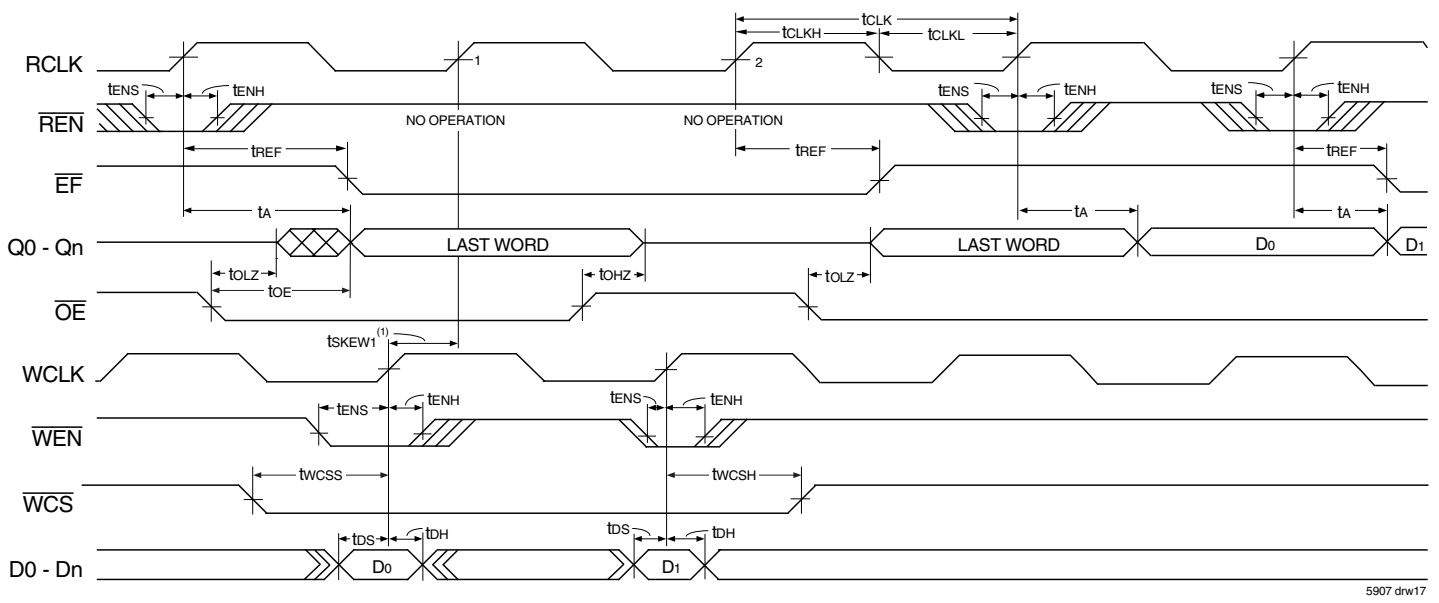 tCLK
tCLKH tCLKL
RCLK 1 2
tENS tENH tENS tENH tENS tENH
REN NO OPERATION NO OPERATION
tREF tREF tREF
EF
tA tA tA
Q0 - Qn LAST WORD LAST WORD D0 D1
tOLZ tOHZ tOLZ
tOE
OE
tSKEW1(1)
WCLK
tENS tENH tENS tENH
WEN
tWCSS tWCSH
WCS
tDS tDH tDS tDH
D0 - Dn D0 D1
5907 drw17